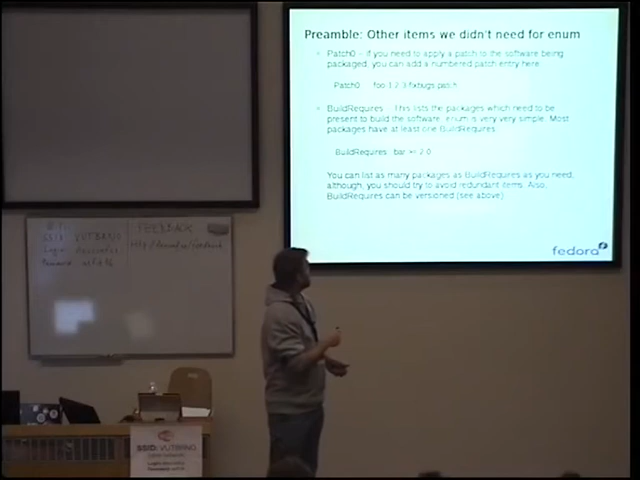 Preamble: Other items we didn't need for enum
Patch0 – if you need to apply a patch to the software being
packaged, you can add a numbered patch entry here.
Patch0: foo-1.2.3-fixbugs.patch
BuildRequires – This lists the packages which need to be
present to build the software. enum is very very simple. Most
packages have at least one BuildRequires.
BuildRequires: bar >= 2.0
You can list as many packages as BuildRequires as you need,
although, you should try to avoid redundant items. Also,
BuildRequires can be versioned (see above).
fedora
SSID VUTBRNO
FEEDBACK
Login
SSID: VUTBRNO